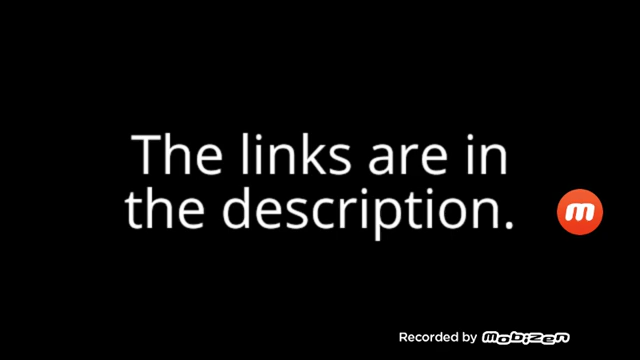 The links are in
the description.
m
Recorded by Mobizen